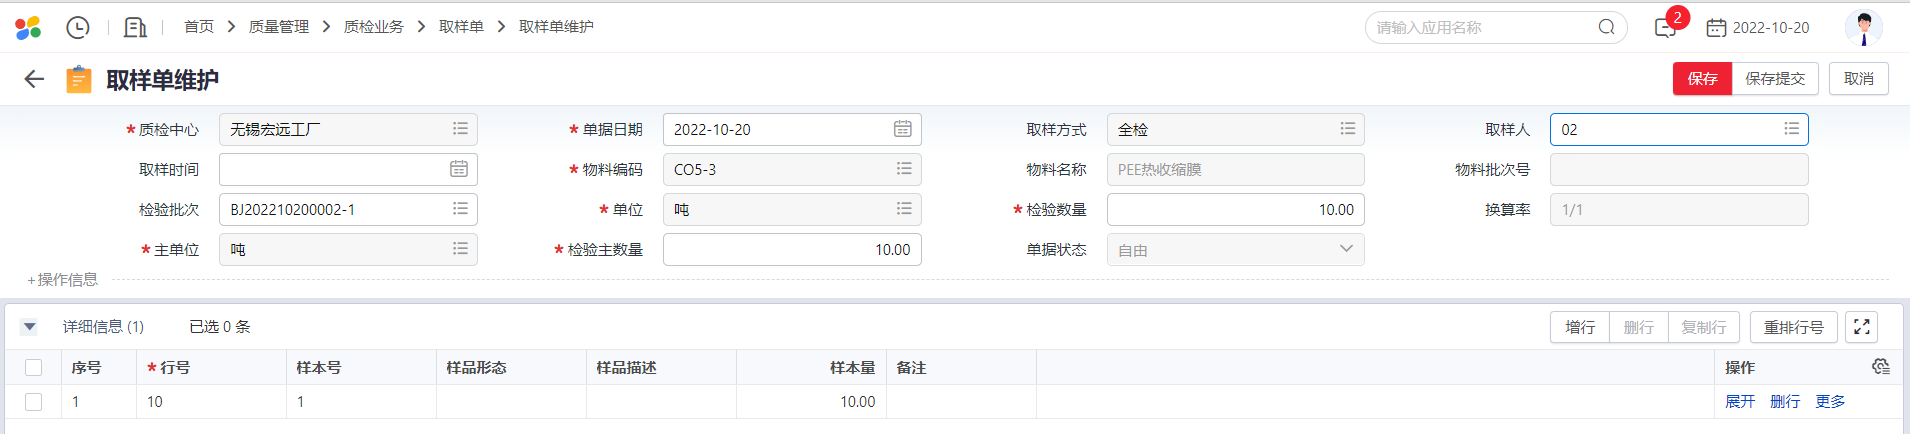 首页 质量管理 质检业务 取样单 取样单维护 请输入应用名称 2 2022-10-20
取样单维护 保存 保存提交 取消
* 质检中心 无锡宏远工厂 * 单据日期 2022-10-20 取样方式 全检 取样人 02
取样时间 * 物料编码 CO5-3 物料名称 PEE热收缩膜 物料批次号
检验批次 BJ202210200002-1 * 单位 吨 * 检验数量 10.00 换算率 1/1
* 主单位 吨 * 检验主数量 10.00 单据状态 自由
+操作信息
详细信息 (1) 已选 0 条 增行 删行 复制行 重排行号
序号 * 行号 样本号 样品形态 样品描述 样本量 备注 操作
1 10 1 10.00 展开 删行 更多